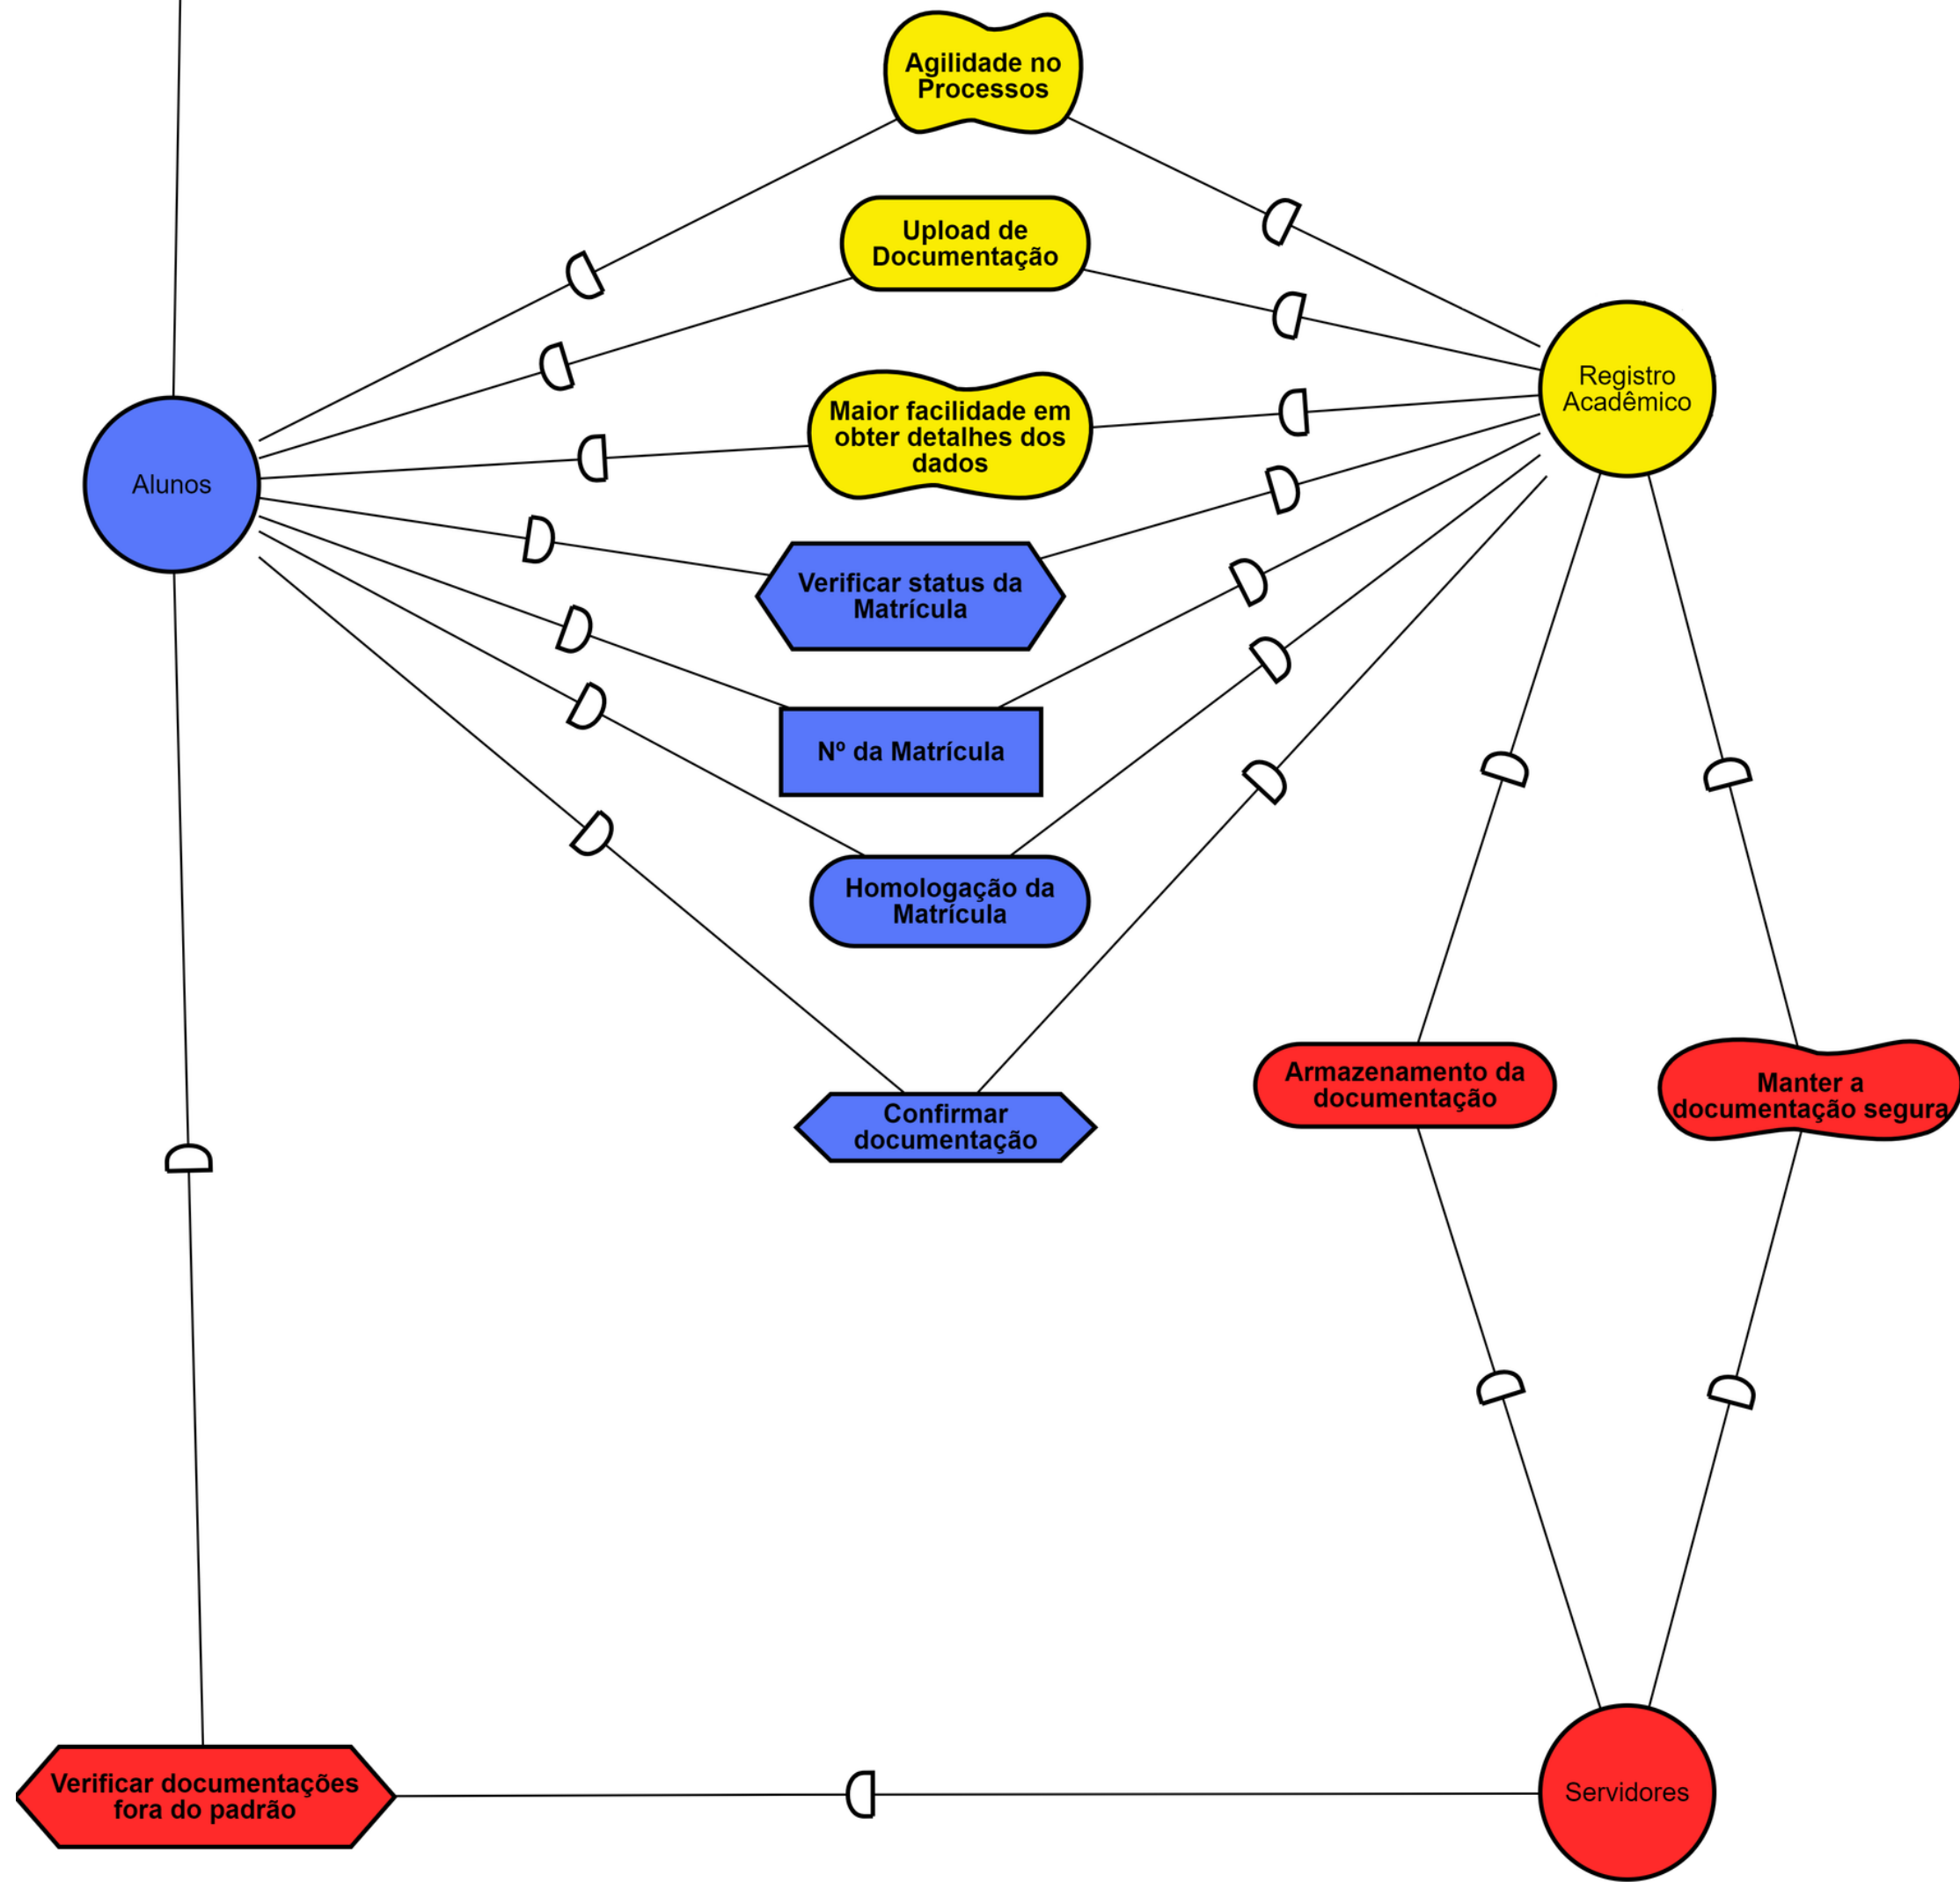 Agilidade no
Processos
Upload de
Documentação
Registro
Acadêmico
Maior facilidade em
obter detalhes dos
dados
Alunos
Verificar status da
Matrícula
Nº da Matrícula
Homologação da
Matrícula
Armazenamento da
documentação
Manter a
documentação segura
Confirmar
documentação
Verificar documentações
fora do padrão
Servidores